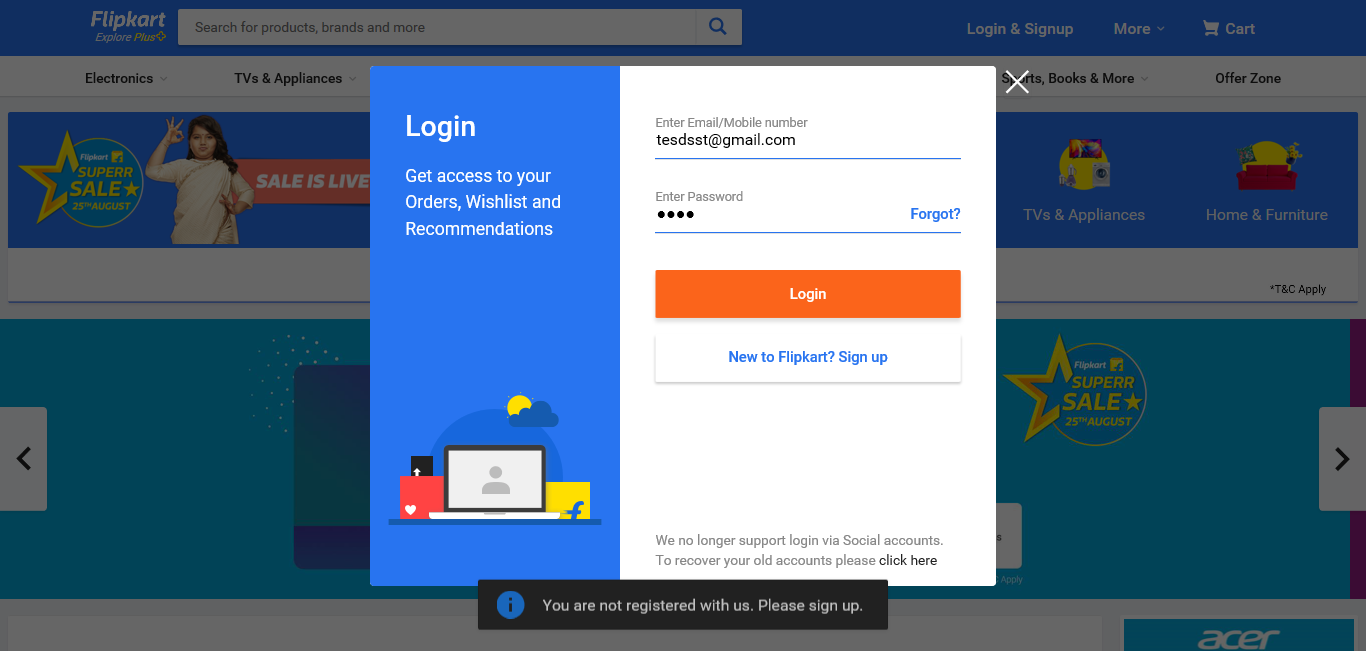 Flipkart
Explore Plus
Search for products, brands and more
Login & Signup
More
Cart
Electronics
TVs & Appliances
Sports, Books & More
Offer Zone
Login
Get access to your
Orders, Wishlist and
Recommendations
Enter Email/Mobile number
tesdsst@gmail.com
Enter Password
Forgot?
Login
New to Flipkart? Sign up
We no longer support login via Social accounts.
To recover your old accounts please click here
Flipkart
SUPERR
SALE
25TH AUGUST
SALE IS LIVE
TVs & Appliances
Home & Furniture
*T&C Apply
Flipkart
SUPERR
SALE
25TH AUGUST
Apply
You are not registered with us. Please sign up.
acer